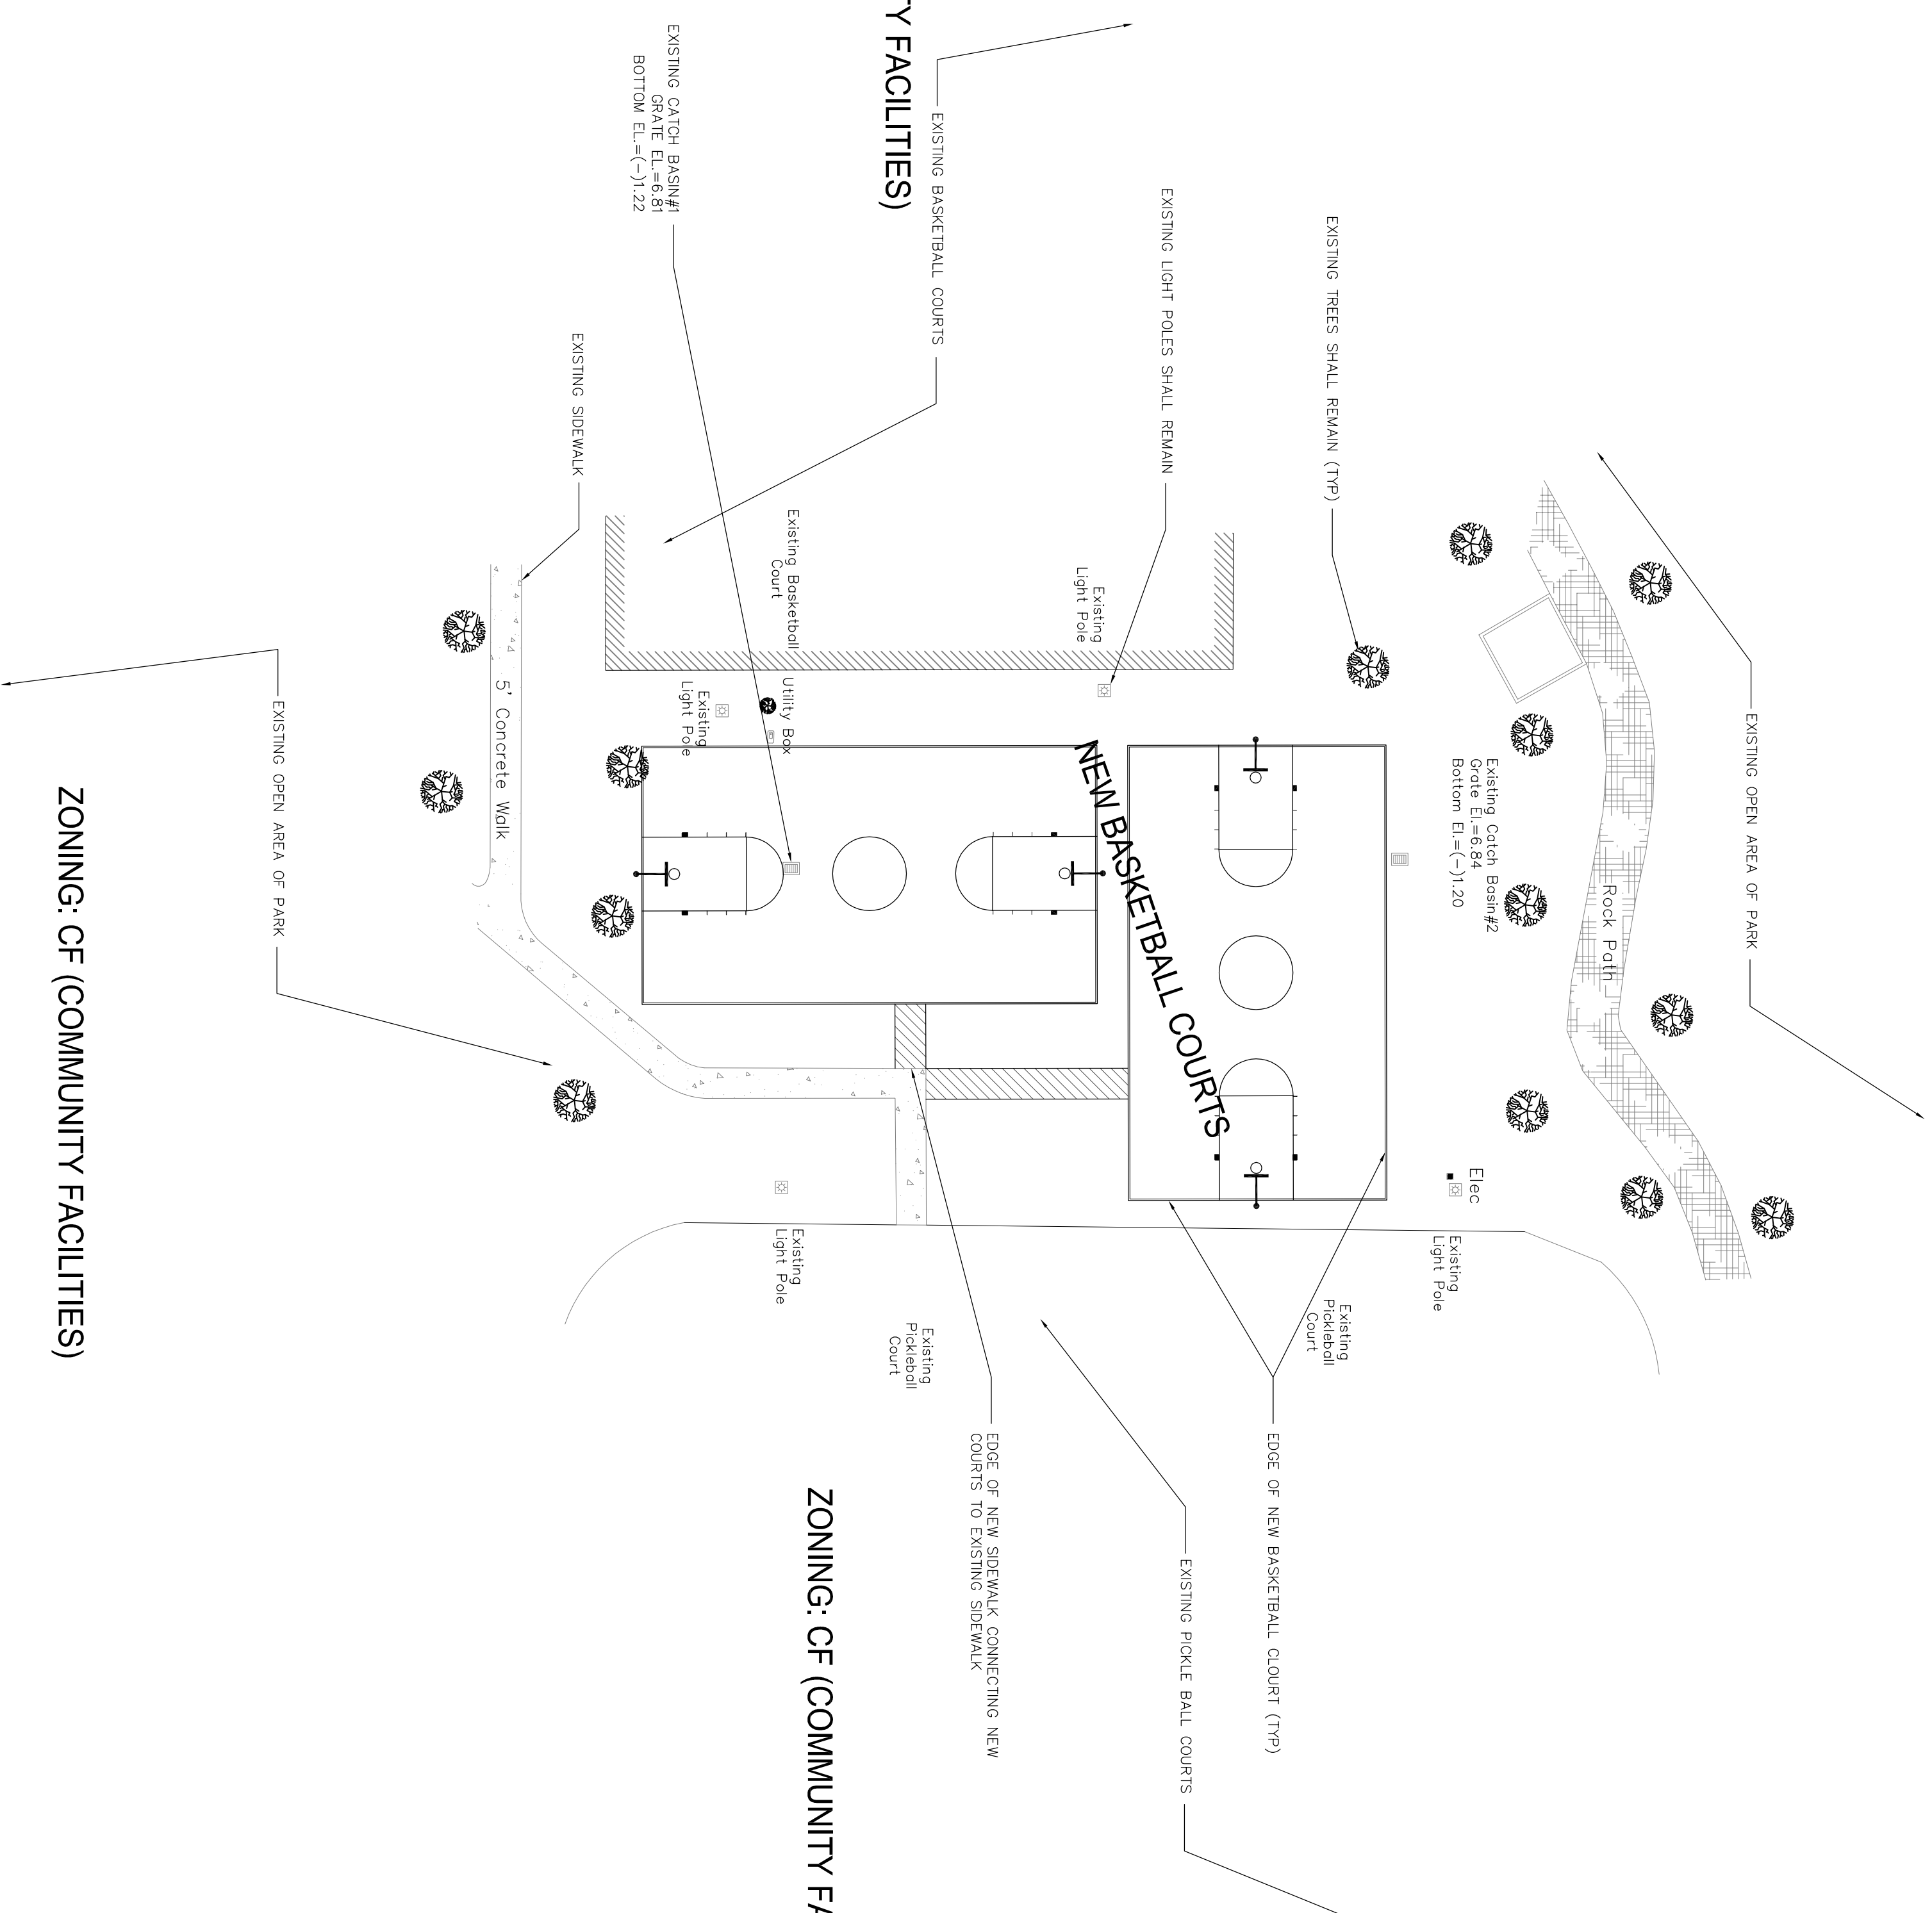 EXISTING OPEN AREA OF PARK
Rock Path
Existing Catch Basin#2
Grate El.=6.84
Bottom El.=(-)1.20
Elec
Existing
Light Pole
Existing
Pickleball
Court
EXISTING TREES SHALL REMAIN (TYP)
EDGE OF NEW BASKETBALL CLOURT (TYP)
EXISTING PICKLE BALL COURTS
EXISTING LIGHT POLES SHALL REMAIN
NEW BASKETBALL COURTS
Existing
Light Pole
EDGE OF NEW SIDEWALK CONNECTING NEW
COURTS TO EXISTING SIDEWALK
EXISTING BASKETBALL COURTS
Existing
Pickleball
Court
TY FACILITIES)
ZONING: CF (COMMUNITY FA
Existing
Light Pole
Existing Basketball
Court
Utility Box
Existing
Light Pole
EXISTING CATCH BASIN#1
GRATE EL.=6.81
BOTTOM EL.=(-)1.22
EXISTING SIDEWALK
5' Concrete Walk
EXISTING OPEN AREA OF PARK
ZONING: CF (COMMUNITY FACILITIES)